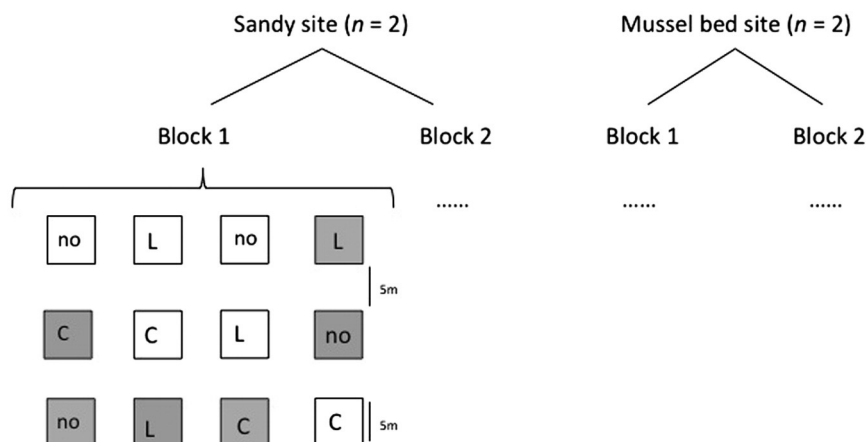 Sandy site (n = 2) Mussel bed site (n = 2)
Block 1 Block 2 Block 1 Block 2
...... ...... ......
no L no L
5m
C C L no
no L C C 5m